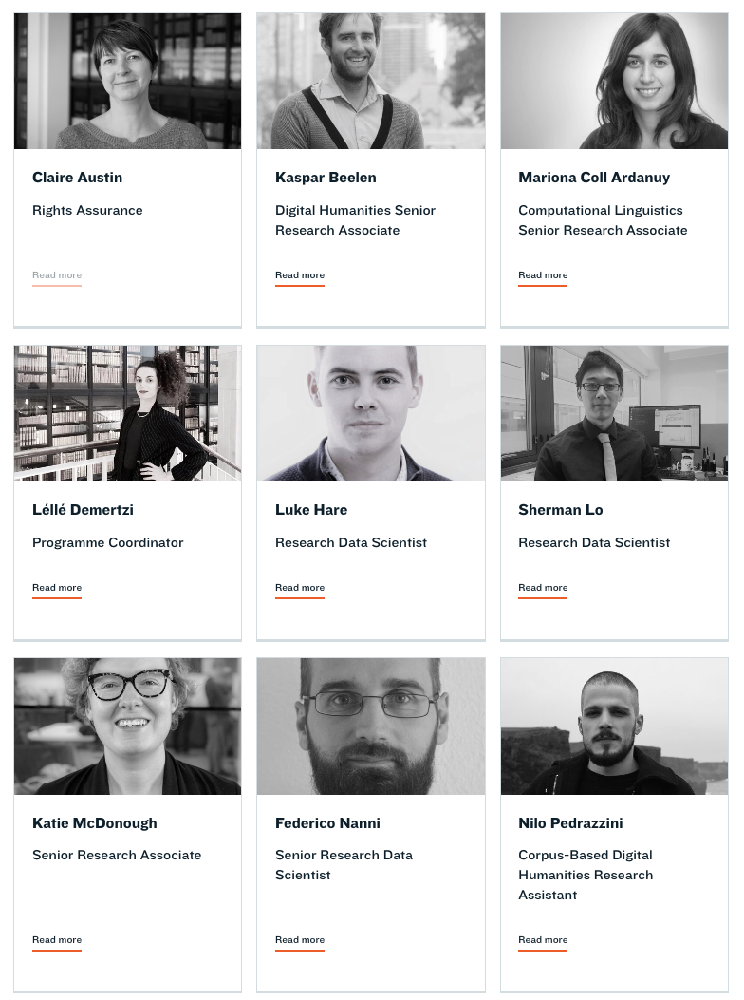 Claire Austin
Rights Assurance
Read more
Kaspar Beelen
Digital Humanities Senior
Research Associate
Read more
Mariona Coll Ardanuy
Computational Linguistics
Senior Research Associate
Read more
Léllé Demertzi
Programme Coordinator
Read more
Luke Hare
Research Data Scientist
Read more
Sherman Lo
Research Data Scientist
Read more
Katie McDonough
Senior Research Associate
Read more
Federico Nanni
Senior Research Data
Scientist
Read more
Nilo Pedrazzini
Corpus-Based Digital
Humanities Research
Assistant
Read more